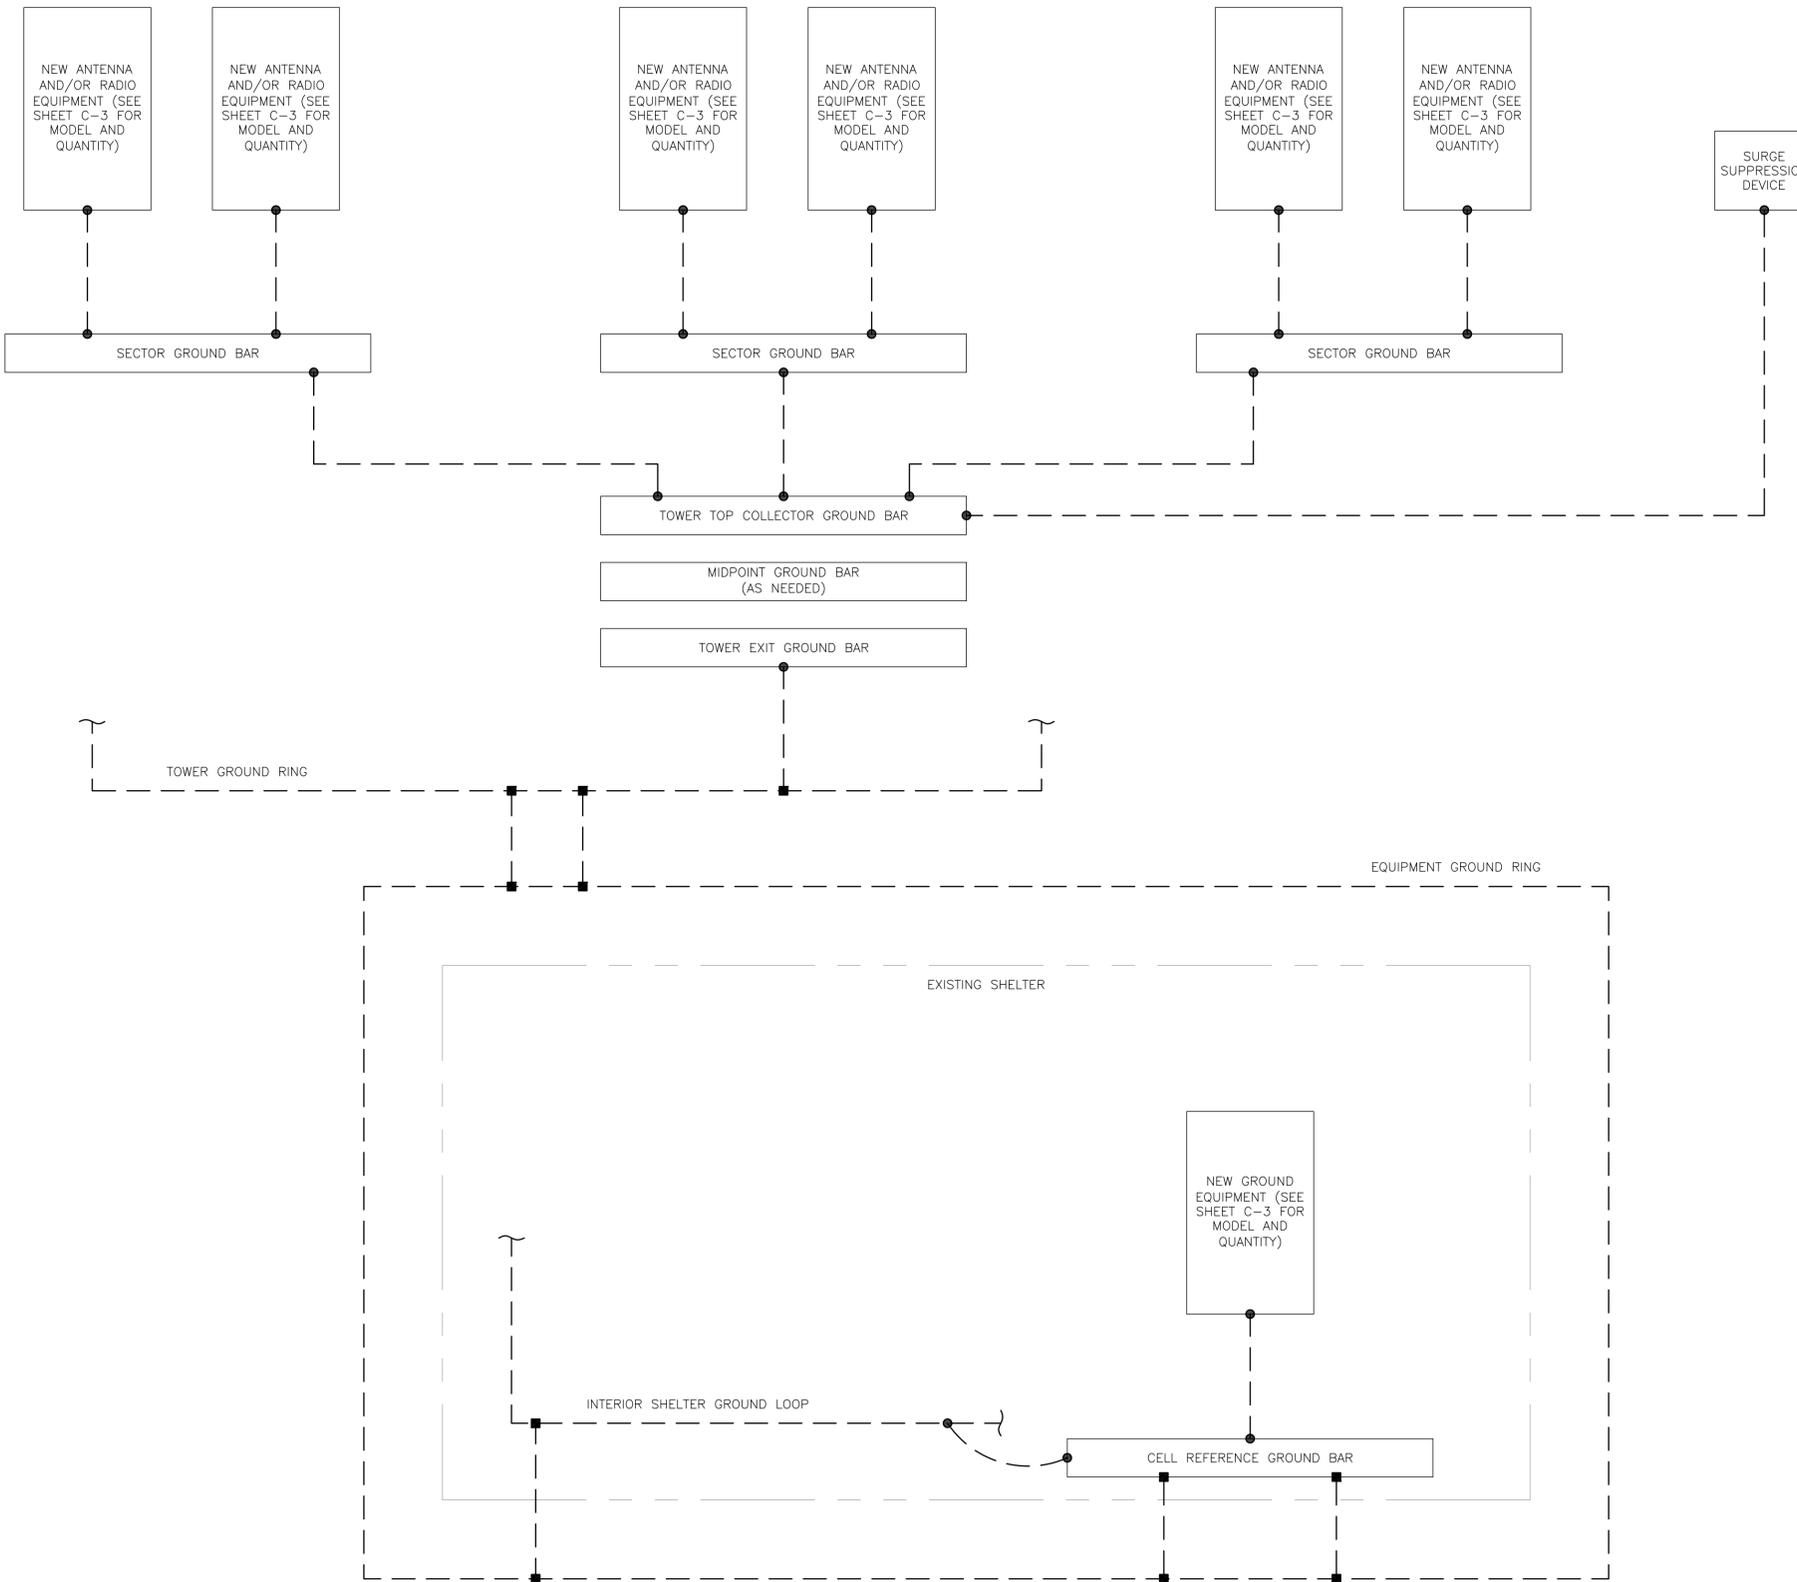 NEW ANTENNA
AND/OR RADIO
EQUIPMENT (SEE
SHEET C-3 FOR
MODEL AND
QUANTITY)
NEW ANTENNA
AND/OR RADIO
EQUIPMENT (SEE
SHEET C-3 FOR
MODEL AND
QUANTITY)
NEW ANTENNA
AND/OR RADIO
EQUIPMENT (SEE
SHEET C-3 FOR
MODEL AND
QUANTITY)
NEW ANTENNA
AND/OR RADIO
EQUIPMENT (SEE
SHEET C-3 FOR
MODEL AND
QUANTITY)
NEW ANTENNA
AND/OR RADIO
EQUIPMENT (SEE
SHEET C-3 FOR
MODEL AND
QUANTITY)
NEW ANTENNA
AND/OR RADIO
EQUIPMENT (SEE
SHEET C-3 FOR
MODEL AND
QUANTITY)
SURGE
SUPPRESSIO
DEVICE
SECTOR GROUND BAR
SECTOR GROUND BAR
SECTOR GROUND BAR
TOWER TOP COLLECTOR GROUND BAR
MIDPOINT GROUND BAR
(AS NEEDED)
TOWER EXIT GROUND BAR
TOWER GROUND RING
EQUIPMENT GROUND RING
EXISTING SHELTER
NEW GROUND
EQUIPMENT (SEE
SHEET C-3 FOR
MODEL AND
QUANTITY)
INTERIOR SHELTER GROUND LOOP
CELL REFERENCE GROUND BAR